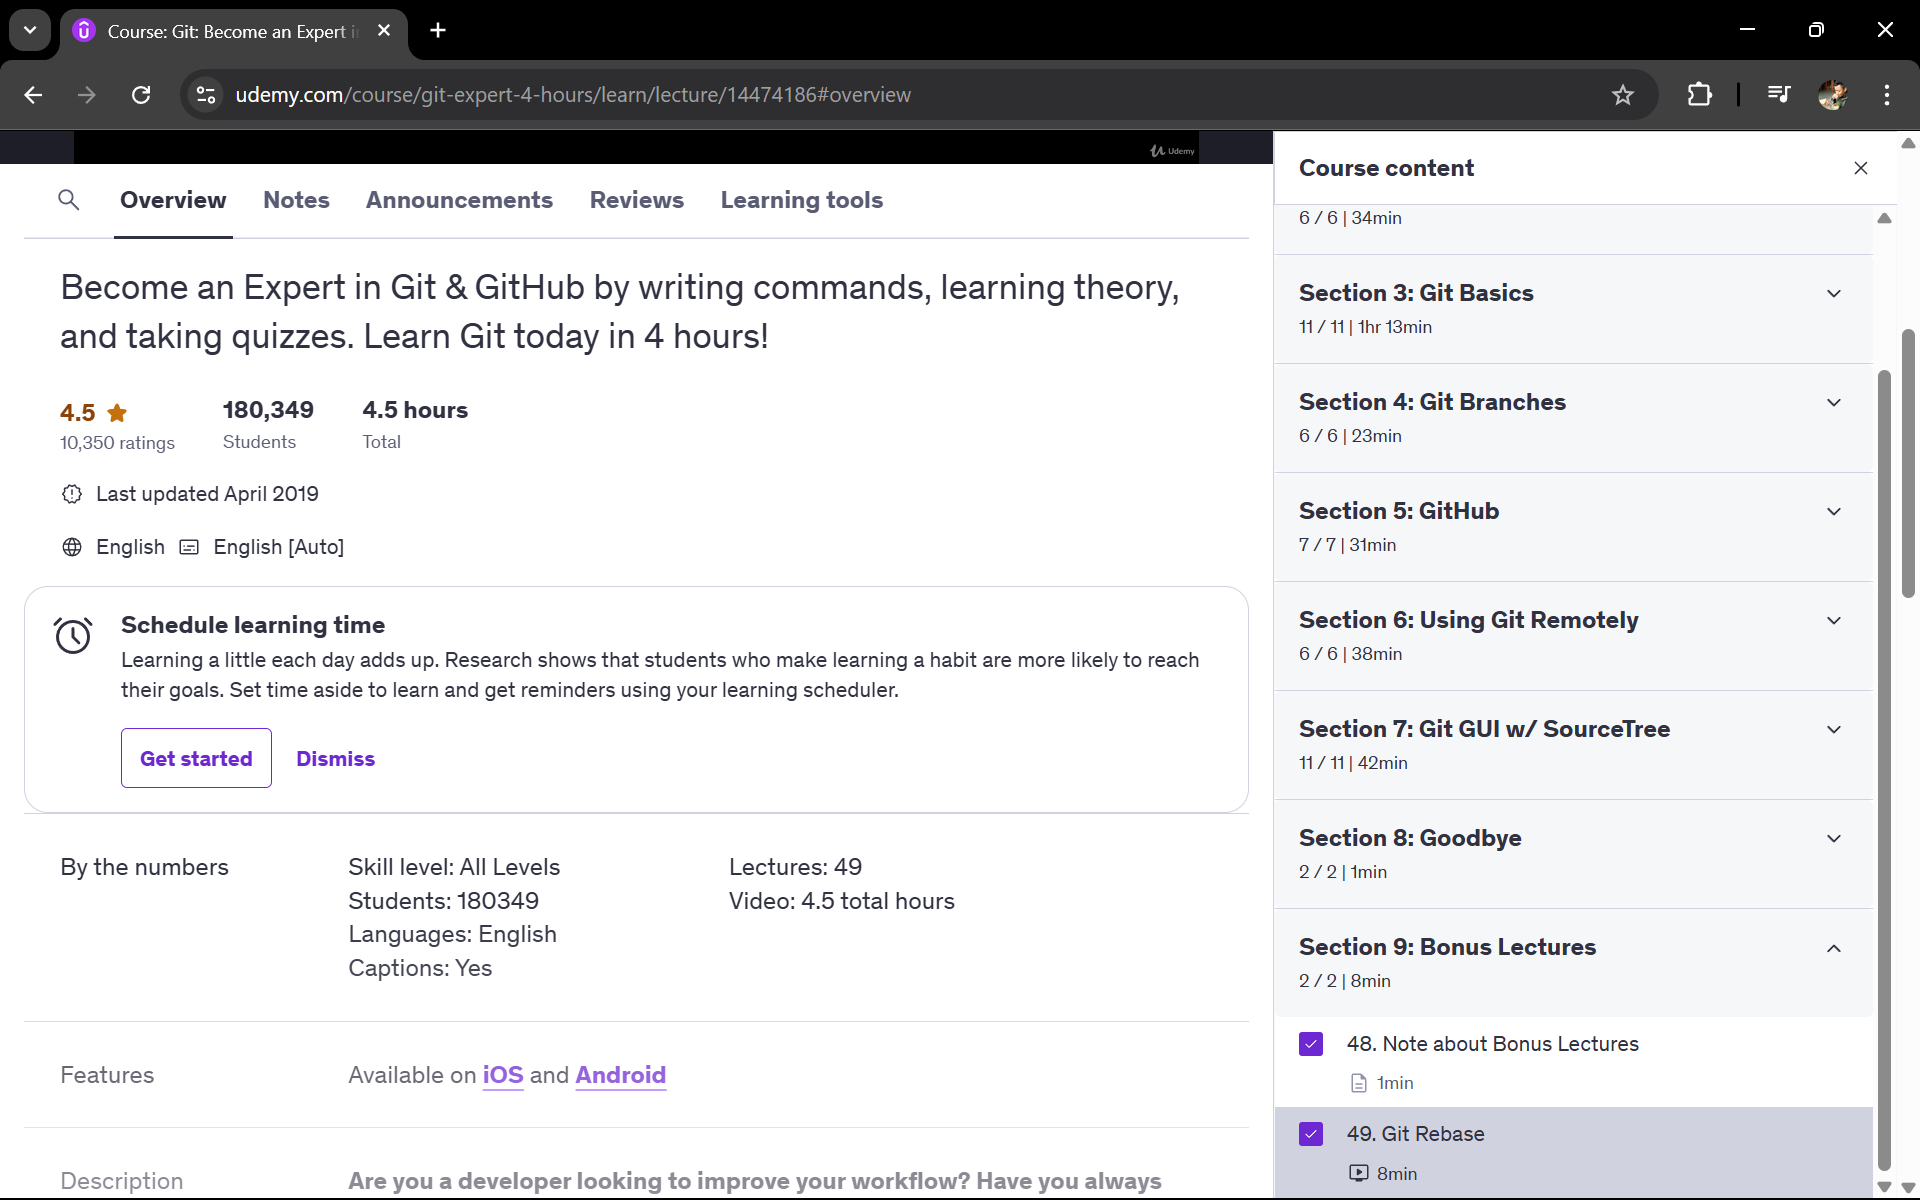 Course: Git: Become an Expert i
udemy.com/course/git-expert-4-hours/learn/lecture/14474186#overview
Udemy
Overview
Notes
Announcements
Reviews
Learning tools
Become an Expert in Git & GitHub by writing commands, learning theory,
and taking quizzes. Learn Git today in 4 hours!
4.5
180,349
4.5 hours
10,350 ratings
Students
Total
Last updated April 2019
English
English [Auto]
Schedule learning time
Learning a little each day adds up. Research shows that students who make learning a habit are more likely to reach
their goals. Set time aside to learn and get reminders using your learning scheduler.
Get started
Dismiss
By the numbers
Skill level: All Levels
Students: 180349
Languages: English
Captions: Yes
Lectures: 49
Video: 4.5 total hours
Features
Available on iOS and Android
Description
Are you a developer looking to improve your workflow? Have you always
Course content
6 / 6 | 34min
Section 3: Git Basics
11 / 11 | 1hr 13min
Section 4: Git Branches
6 / 6 | 23min
Section 5: GitHub
7 / 7 | 31min
Section 6: Using Git Remotely
6 / 6 | 38min
Section 7: Git GUI w/ SourceTree
11 / 11 | 42min
Section 8: Goodbye
2 / 2 | 1min
Section 9: Bonus Lectures
2 / 2 | 8min
48. Note about Bonus Lectures
1min
49. Git Rebase
8min